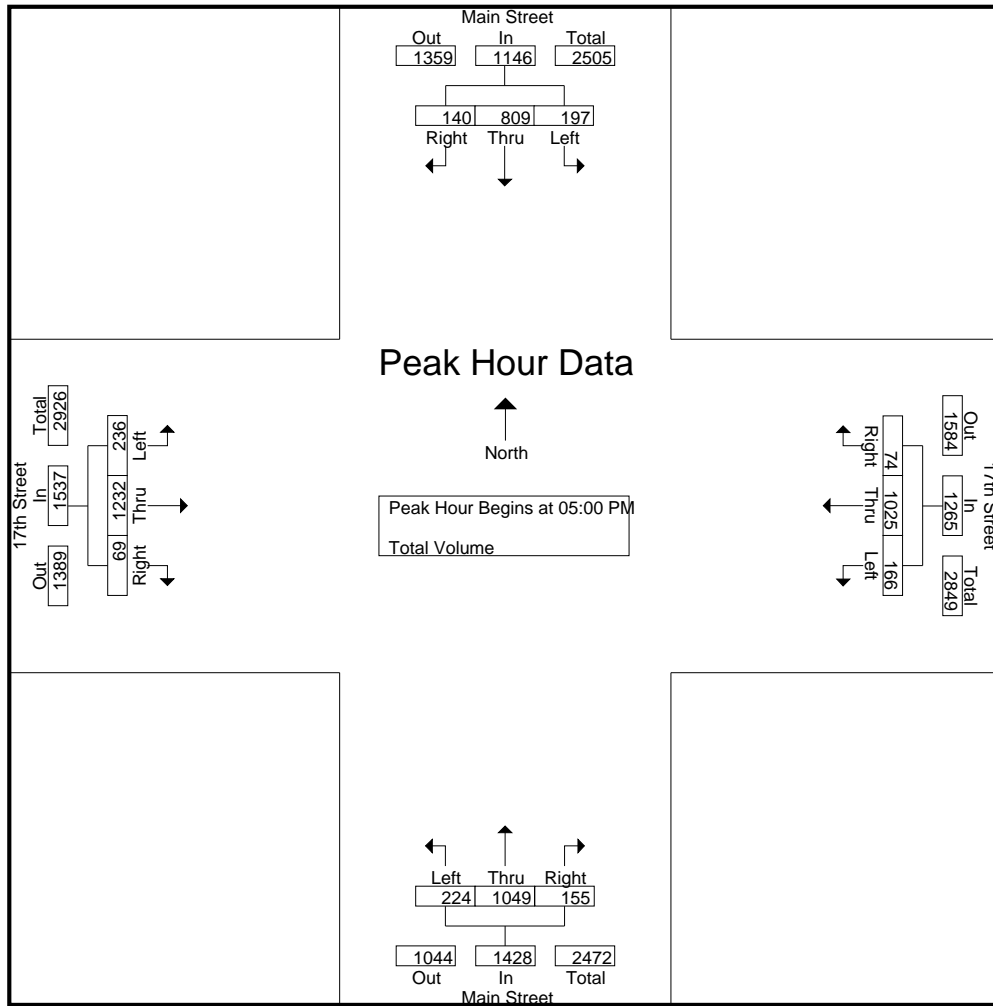 Main Street
Out In Total
1359 1146 2505
140 809 197
Right Thru Left
Peak Hour Data
North
Peak Hour Begins at 05:00 PM
Total Volume
17th Street
Out In Total
1389 1537 2926
69 1232 236
Right Thru Left
17th Street
Out In Total
1584 1265 2849
74 1025 166
Right Thru Left
Left Thru Right
224 1049 155
1044 1428 2472
Out In Total
Main Street